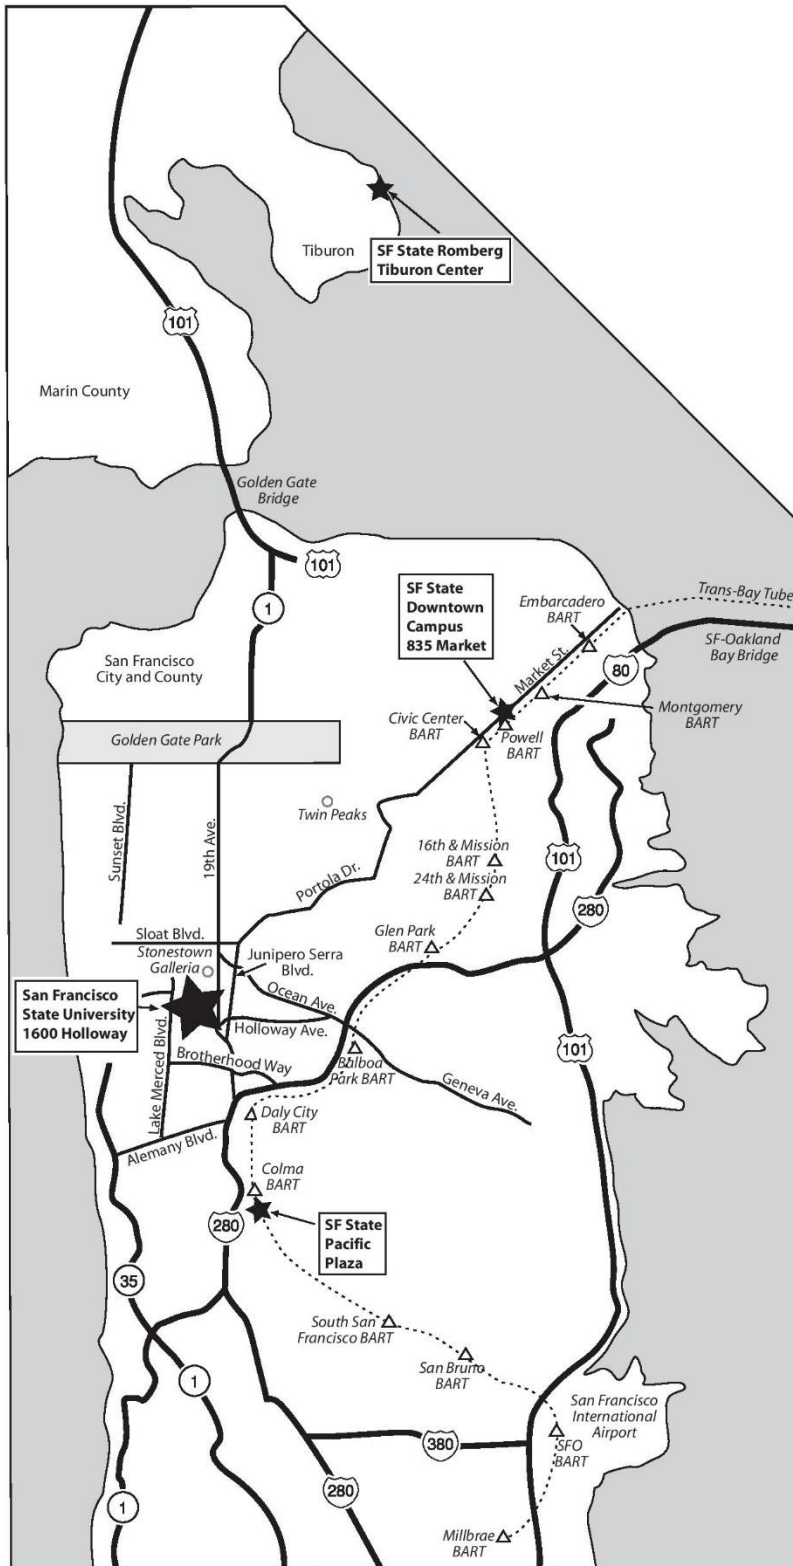 Tiburon
SF State Romberg
Tiburon Center
101
Marin County
Golden Gate
Bridge
101
1
SF State
Downtown
Campus
835 Market
Embarcadero
BART
Trans-Bay Tube
SF-Oakland
Bay Bridge
80
Market St.
San Francisco
City and County
Montgomery
BART
Civic Center
BART
Powell
BART
Golden Gate Park
Twin Peaks
Sunset Blvd.
19th Ave.
16th & Mission
BART
24th & Mission
BART
101
280
Portola Dr.
Sloat Blvd.
Stonestown
Galleria
Glen Park
BART
Junipero Serra
Blvd.
San Francisco
State University
1600 Holloway
Ocean Ave.
Holloway Ave.
Lake Merced Blvd.
Brotherhood Way
Balboa
Park BART
101
Geneva Ave.
Daly City
BART
Alemany Blvd.
Colma
BART
280
SF State
Pacific
Plaza
35
South San
Francisco BART
San Bruno
BART
1
San Francisco
International
Airport
380
SFO
BART
280
1
Millbrae
BART